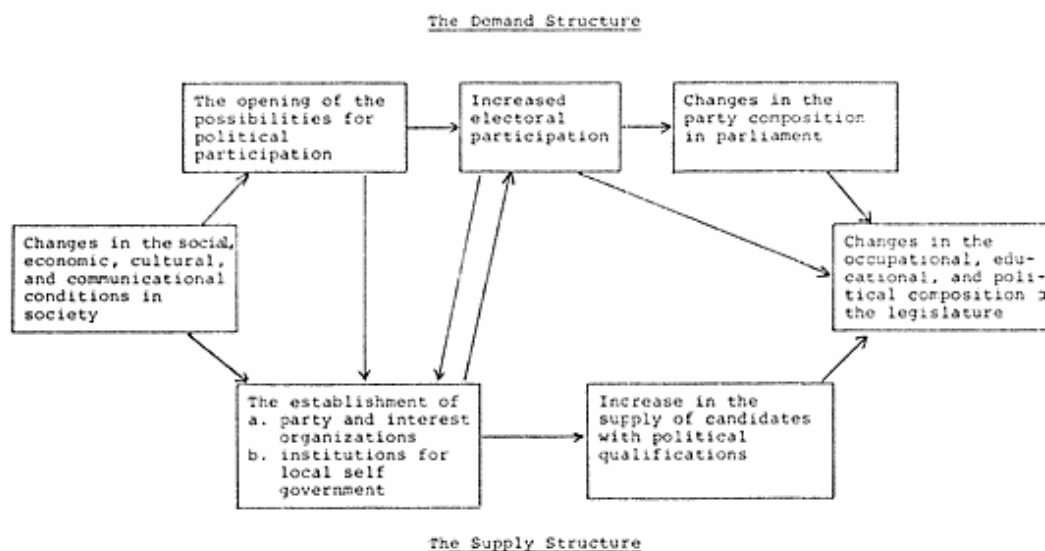 The Demand Structure
The opening of the
possibilities for
political
participation
Increased
electoral
participation
Changes in the
party composition
in parliament
Changes in the social,
economic, cultural,
and communicational
conditions in
society
Changes in the
occupational, edu-
cational, and poli-
tical composition
the legislature
The establishment of
a. party and interest
organizations
b. institutions for
local self
government
Increase in the
supply of candidates
with political
qualifications
The Supply Structure